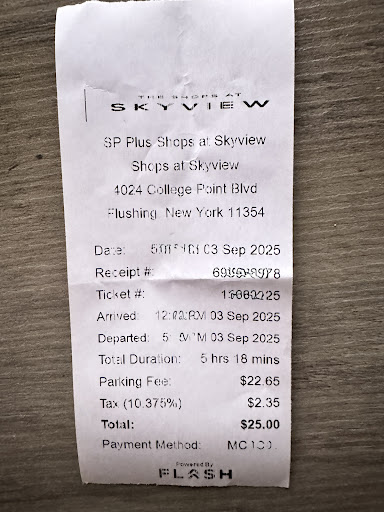 THE SHOPS AT
SKYVIEW
SP Plus Shops at Skyview
Shops at Skyview
4024 College Point Blvd
Flushing, New York 11354
Date: 03 Sep 2025
Receipt #:
Ticket #:
Arrived: 03 Sep 2025
Departed: 03 Sep 2025
Total Duration: 5 hrs 18 mins
Parking Fee: $22.65
Tax (10.375%) $2.35
Total: $25.00
Payment Method:
Powered By
FLASH